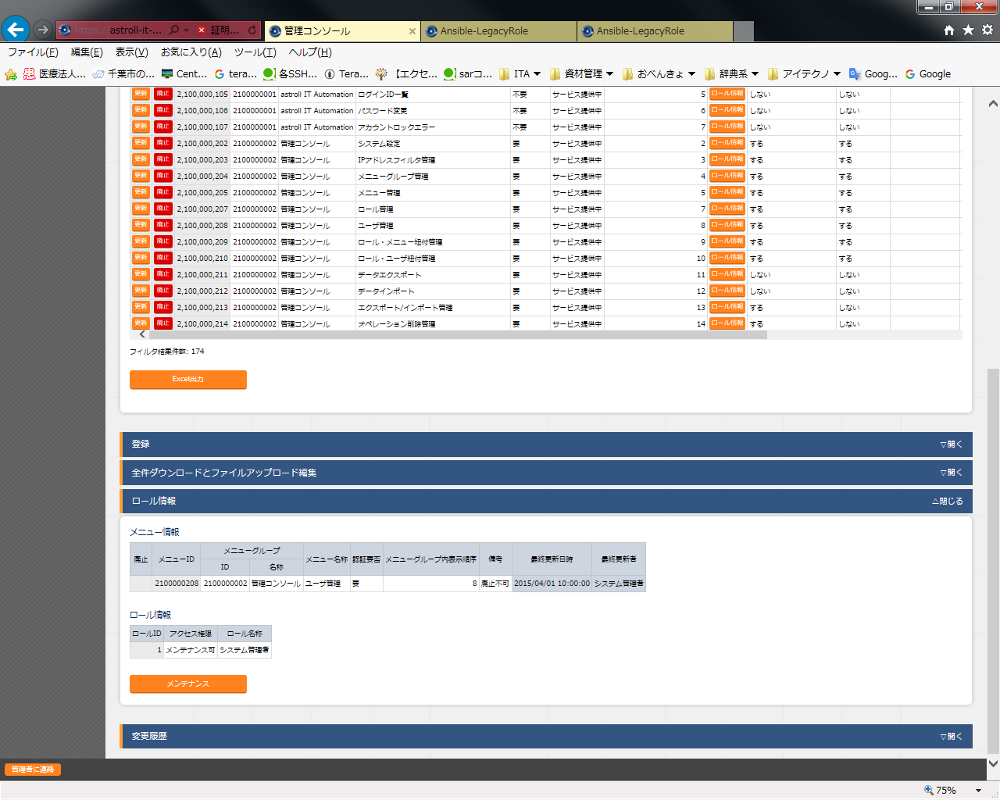 https://astroll-it-... 証明... 管理コンソール Ansible-LegacyRole Ansible-LegacyRole
ファイル(F) 編集(E) 表示(V) お気に入り(A) ツール(T) ヘルプ(H)
医療法人... 千葉市の... Cent... tera... 各SSH... Tera... 【エクセ... sarコ... ITA 資材管理 おべんきょ 辞典系 アイテクノ Goog... Google
更新 廃止 2,100,000,105 2100000001 astroll IT Automation ログインID一覧 不要 サービス提供中 5 ロール情報 しない しない
更新 廃止 2,100,000,106 2100000001 astroll IT Automation パスワード変更 不要 サービス提供中 6 ロール情報 しない しない
更新 廃止 2,100,000,107 2100000001 astroll IT Automation アカウントロックエラー 不要 サービス提供中 7 ロール情報 しない しない
更新 廃止 2,100,000,202 2100000002 管理コンソール システム設定 要 サービス提供中 2 ロール情報 する する
更新 廃止 2,100,000,203 2100000002 管理コンソール IPアドレスフィルタ管理 要 サービス提供中 3 ロール情報 する する
更新 廃止 2,100,000,204 2100000002 管理コンソール メニューグループ管理 要 サービス提供中 4 ロール情報 する する
更新 廃止 2,100,000,205 2100000002 管理コンソール メニュー管理 要 サービス提供中 5 ロール情報 する する
更新 廃止 2,100,000,207 2100000002 管理コンソール ロール管理 要 サービス提供中 7 ロール情報 する する
更新 廃止 2,100,000,208 2100000002 管理コンソール ユーザ管理 要 サービス提供中 8 ロール情報 する する
更新 廃止 2,100,000,209 2100000002 管理コンソール ロール・メニュー紐付管理 要 サービス提供中 9 ロール情報 する する
更新 廃止 2,100,000,210 2100000002 管理コンソール ロール・ユーザ紐付管理 要 サービス提供中 10 ロール情報 する する
更新 廃止 2,100,000,211 2100000002 管理コンソール データエクスポート 要 サービス提供中 11 ロール情報 しない しない
更新 廃止 2,100,000,212 2100000002 管理コンソール データインポート 要 サービス提供中 12 ロール情報 しない しない
更新 廃止 2,100,000,213 2100000002 管理コンソール エクスポート/インポート管理 要 サービス提供中 13 ロール情報 する しない
更新 廃止 2,100,000,214 2100000002 管理コンソール オペレーション削除管理 要 サービス提供中 14 ロール情報 する しない
フィルタ結果件数: 174
Excel出力
登録 ▽開く
全件ダウンロードとファイルアップロード編集 ▽開く
ロール情報 △閉じる
メニュー情報
廃止 メニューID メニューグループ メニュー名称 認証要否 メニューグループ内表示順序 備考 最終更新日時 最終更新者
ID 名称
2100000208 2100000002 管理コンソール ユーザ管理 要 8 廃止不可 2015/04/01 10:00:00 システム管理者
ロール情報
ロールID アクセス権限 ロール名称
1 メンテナンス可 システム管理者
メンテナンス
変更履歴 ▽開く
管理者に連絡
75%